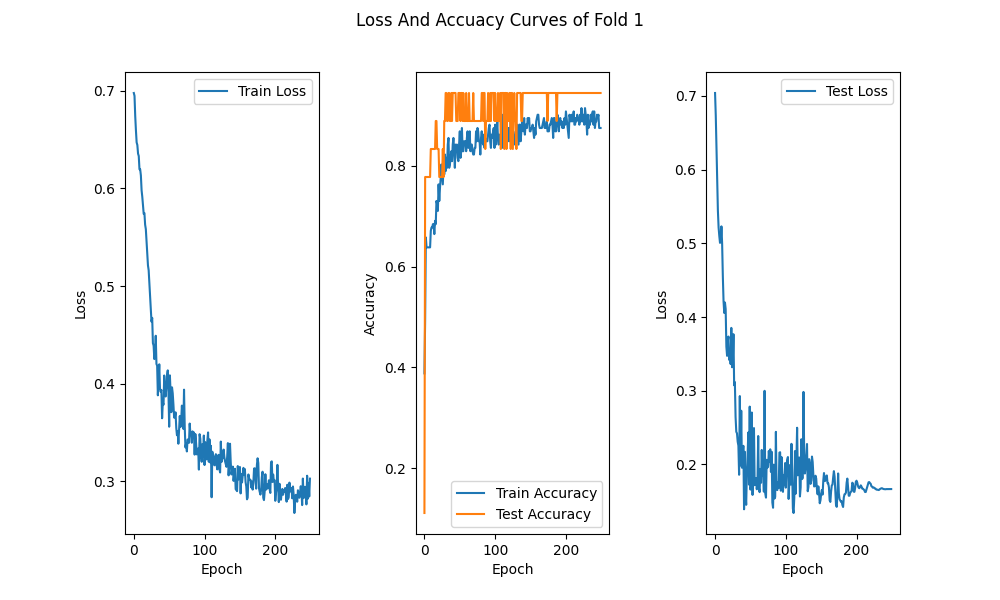 Loss And Accuacy Curves of Fold 1
Train Loss
0.7
0.6
0.5
0.4
0.3
Loss
0 100 200
Epoch
0.8
0.6
0.4
0.2
Accuracy
Train Accuracy
Test Accuracy
0 100 200
Epoch
Test Loss
0.7
0.6
0.5
0.4
0.3
0.2
Loss
0 100 200
Epoch